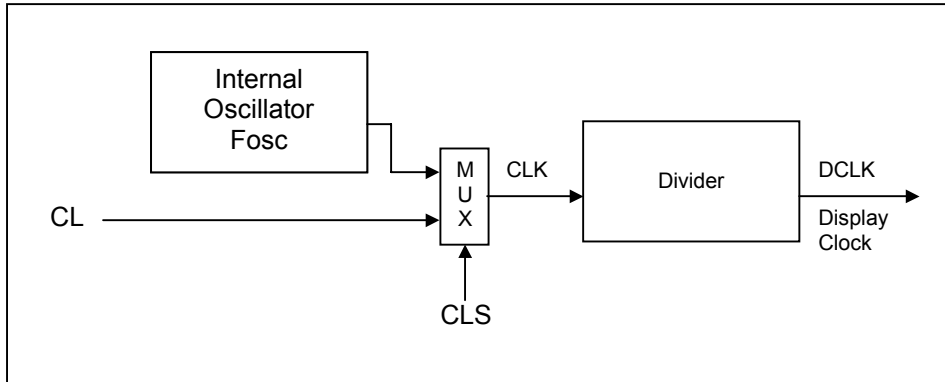 Internal
Oscillator
Fosc
M
U
X
CLK
Divider
DCLK
Display
Clock
CL
CLS